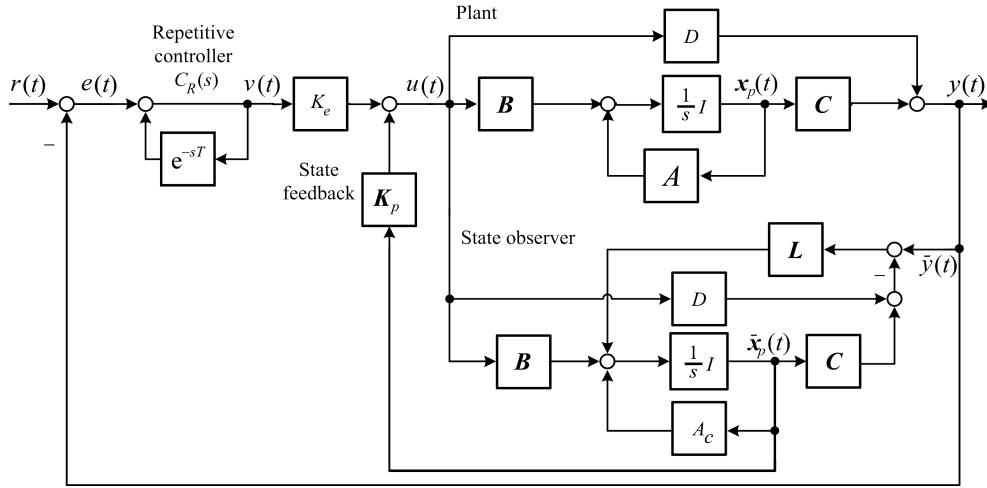 Plant
D
Repetitive
controller
C_R(s)
r(t)
e(t)
v(t)
K_e
u(t)
B
1/s I
x_p(t)
C
y(t)
−
e^{−sT}
A
State
feedback
K_p
State observer
L
ȳ(t)
−
D
B
1/s I
x̄_p(t)
C
A_c